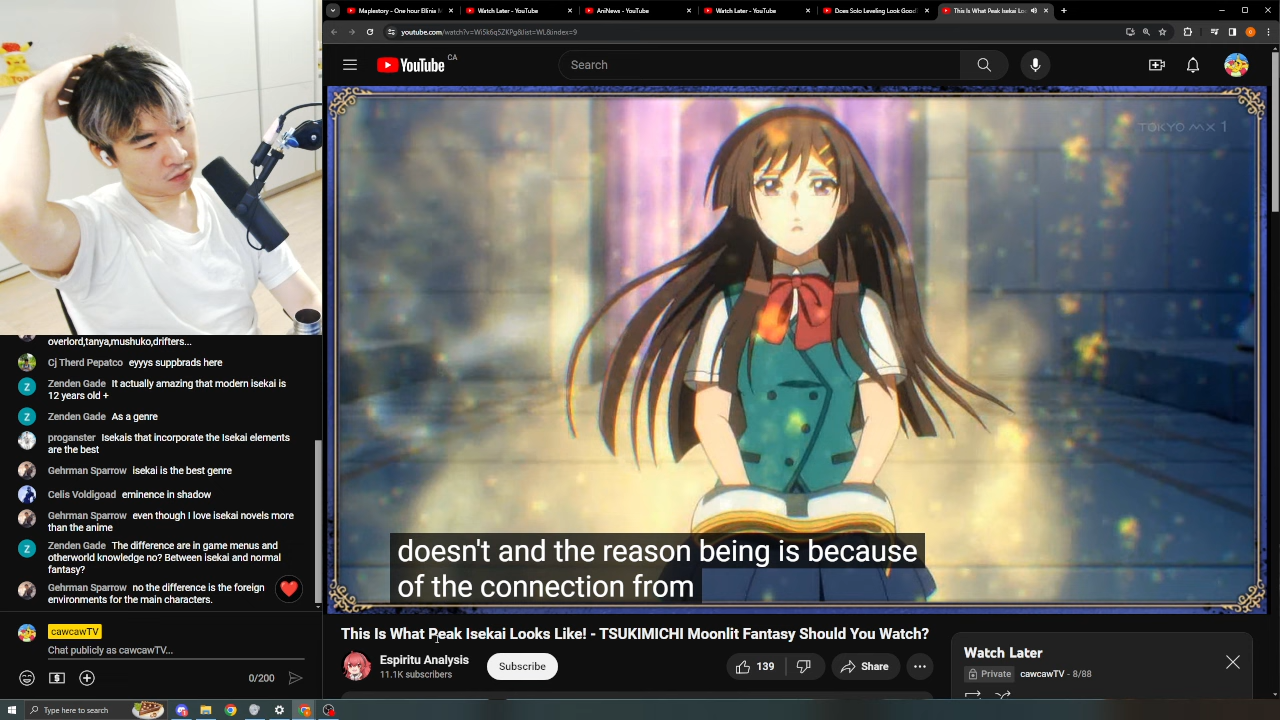 Maplestory - One hour Ellinia M
Watch Later - YouTube
AniNews - YouTube
Watch Later - YouTube
Does Solo Leveling Look Good
This Is What Peak Isekai Lo
youtube.com/watch?v=Wi5k6q5ZKPg&list=WL&index=9
YouTube CA
Search
TOKYO MX 1
doesn't and the reason being is because
of the connection from
overlord,tanya,mushuko,drifters...
Cj Therd Pepatco eyyys suppbrads here
Zenden Gade It actually amazing that modern isekai is
12 years old +
Zenden Gade As a genre
proganster Isekais that incorporate the Isekai elements
are the best
Gehrman Sparrow isekai is the best genre
Celis Voldigoad eminence in shadow
Gehrman Sparrow even though I love isekai novels more
than the anime
Zenden Gade The difference are in game menus and
otherworld knowledge no? Between isekai and normal
fantasy?
Gehrman Sparrow no the difference is the foreign
environments for the main characters.
cawcawTV
Chat publicly as cawcawTV...
0/200
This Is What Peak Isekai Looks Like! - TSUKIMICHI Moonlit Fantasy Should You Watch?
Espiritu Analysis
11.1K subscribers
Subscribe
139
Share
Watch Later
Private cawcawTV - 8/88
Type here to search